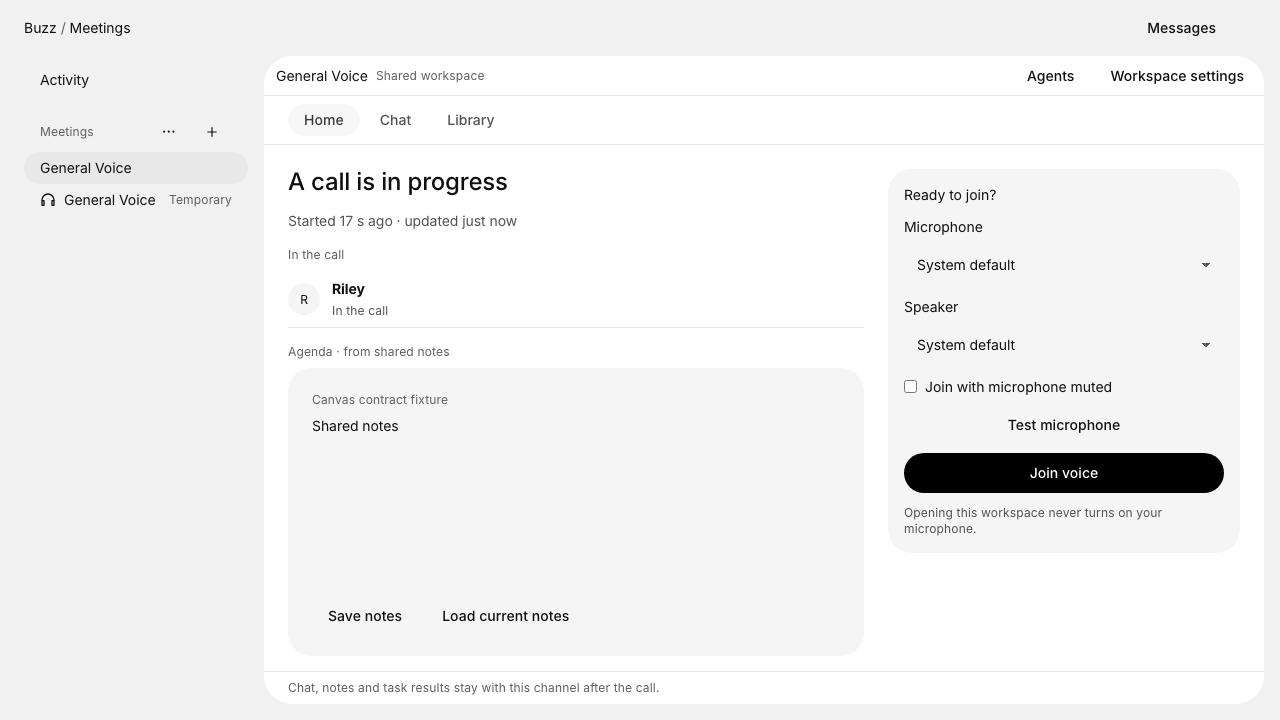 Buzz / Meetings
Messages
Activity
Meetings
General Voice
General Voice Temporary
General Voice Shared workspace
Agents
Workspace settings
Home
Chat
Library
A call is in progress
Started 17 s ago · updated just now
In the call
R
Riley
In the call
Agenda · from shared notes
Canvas contract fixture
Shared notes
Save notes
Load current notes
Ready to join?
Microphone
System default
Speaker
System default
Join with microphone muted
Test microphone
Join voice
Opening this workspace never turns on your
microphone.
Chat, notes and task results stay with this channel after the call.